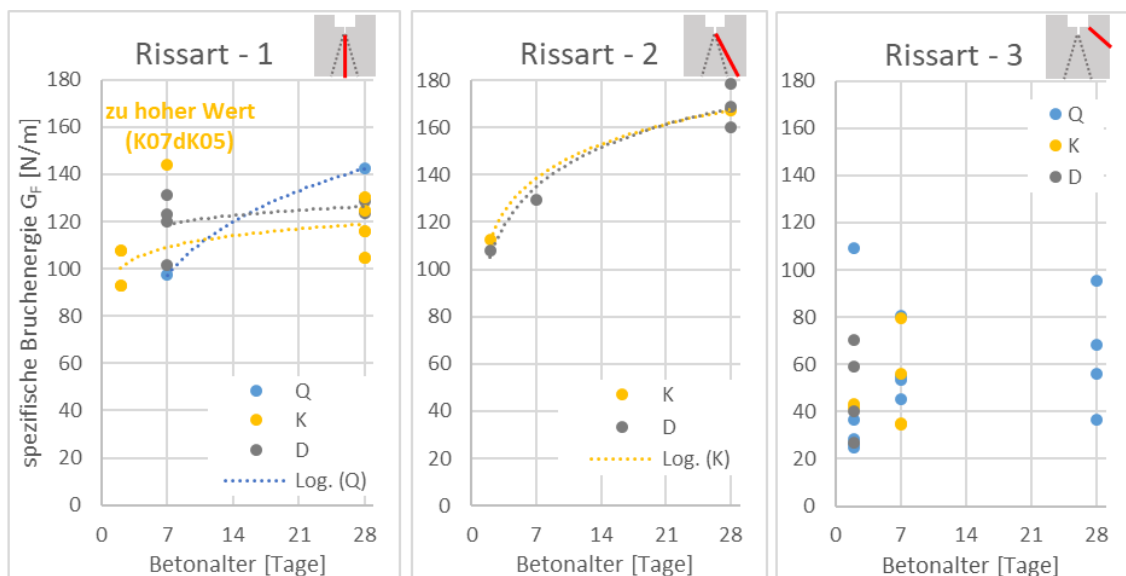 Rissart - 1
spezifische Bruchenergie G_F [N/m]
180
160
140
120
100
80
60
40
20
0
zu hoher Wert
(K07dK05)
Q
K
D
Log. (Q)
0 7 14 21 28
Betonalter [Tage]
Rissart - 2
180
160
140
120
100
80
60
40
20
0
K
D
Log. (K)
0 7 14 21 28
Betonalter [Tage]
Rissart - 3
180
160
140
120
100
80
60
40
20
0
Q
K
D
0 7 14 21 28
Betonalter [Tage]